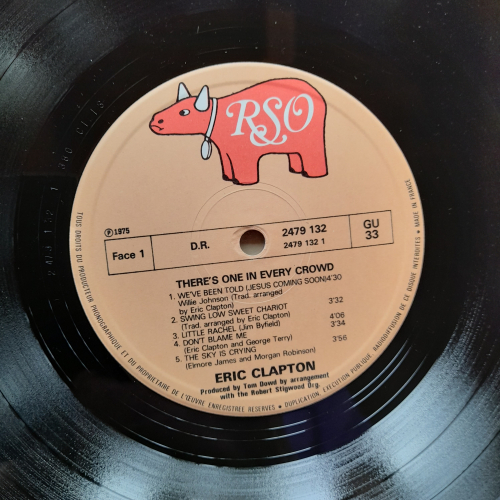 RSO
℗ 1975
Face 1
D.R.
2479 132
2479 132 1
GU
33
THERE'S ONE IN EVERY CROWD
1. WE'VE BEEN TOLD (JESUS COMING SOON) 4'30
Willie Johnson (Trad. arranged
by Eric Clapton)
2. SWING LOW SWEET CHARIOT 3'32
(Trad. arranged by Eric Clapton)
3. LITTLE RACHEL (Jim Byfield) 4'06
4. DON'T BLAME ME 3'34
(Eric Clapton and George Terry)
5. THE SKY IS CRYING 3'56
(Elmore James and Morgan Robinson)
ERIC CLAPTON
Produced by Tom Dowd by arrangement
with the Robert Stigwood Org.
TOUS DROITS DU PRODUCTEUR PHONOGRAPHIQUE ET DU PROPRIETAIRE DE L'ŒUVRE ENREGISTREE RESERVES • DUPLICATION, EXECUTION PUBLIQUE, RADIODIFFUSION DE CE DISQUE INTERDITES • MADE IN FRANCE